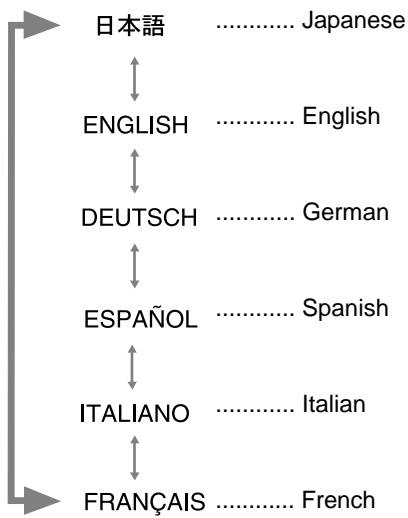 日本語 ............ Japanese
ENGLISH ............ English
DEUTSCH ............ German
ESPAÑOL ............ Spanish
ITALIANO ............ Italian
FRANÇAIS ............ French